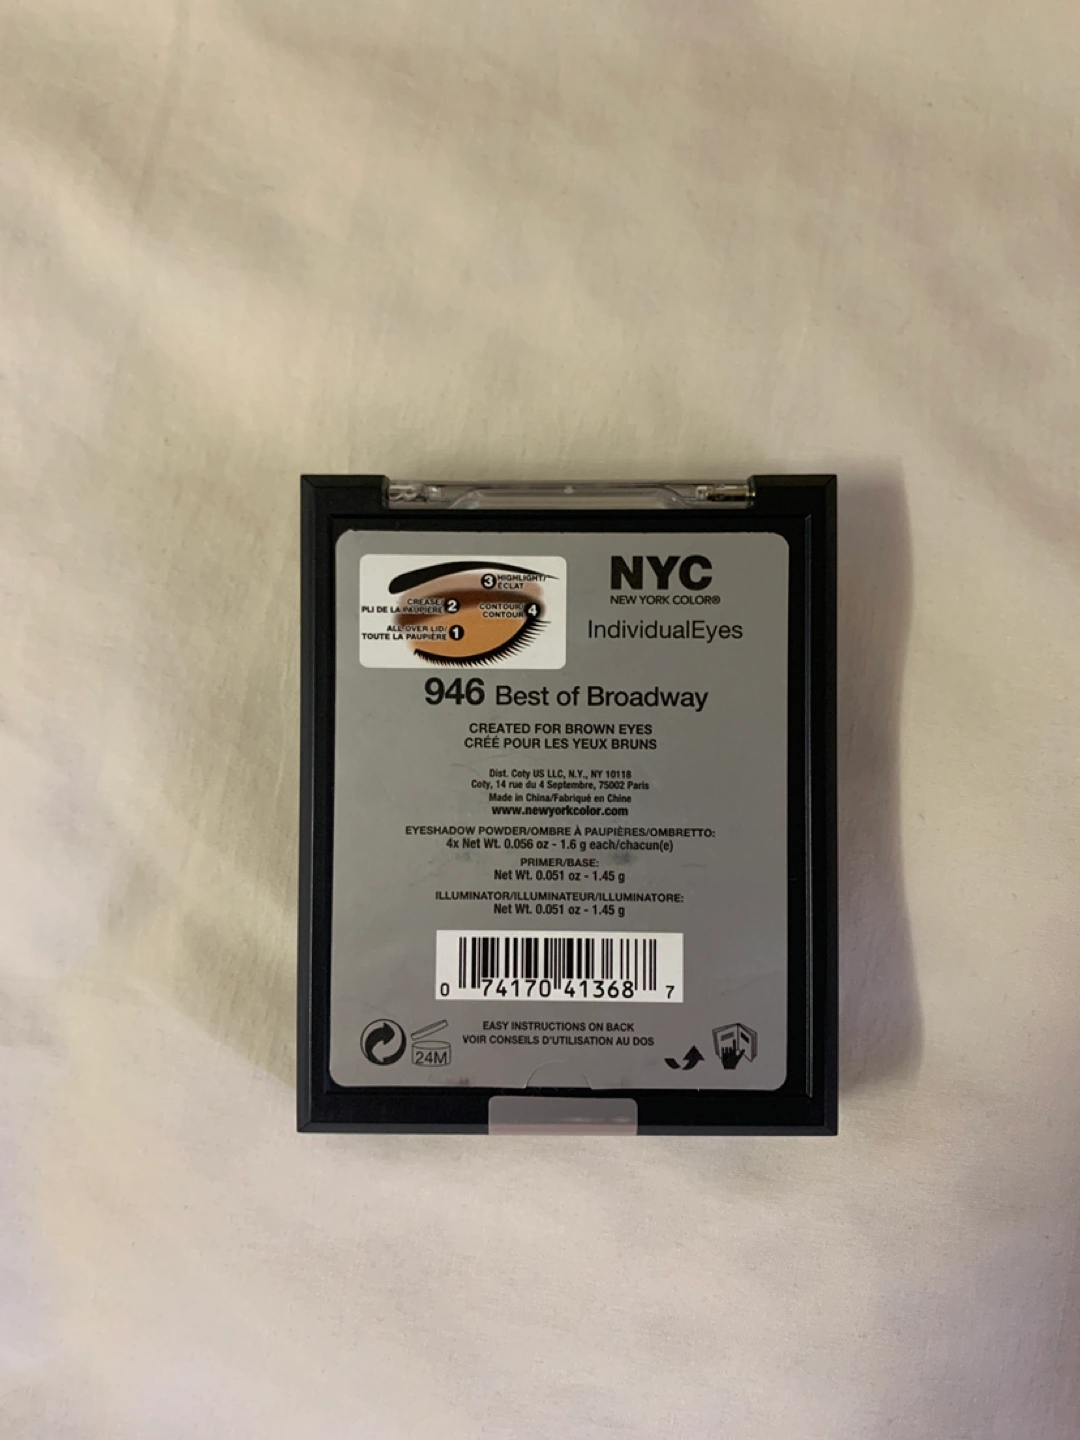 3 HIGHLIGHT/
ÉCLAT
CREASE/
PLI DE LA PAUPIÈRE 2
CONTOUR/
CONTOUR 4
ALL OVER LID/
TOUTE LA PAUPIÈRE 1
NYC
NEW YORK COLOR®
IndividualEyes
946 Best of Broadway
CREATED FOR BROWN EYES
CRÉÉ POUR LES YEUX BRUNS
Dist. Coty US LLC, N.Y., NY 10118
Coty, 14 rue du 4 Septembre, 75002 Paris
Made in China/Fabriqué en Chine
www.newyorkcolor.com
EYESHADOW POWDER/OMBRE À PAUPIÈRES/OMBRETTO:
4x Net Wt. 0.056 oz - 1.6 g each/chacun(e)
PRIMER/BASE:
Net Wt. 0.051 oz - 1.45 g
ILLUMINATOR/ILLUMINATEUR/ILLUMINATORE:
Net Wt. 0.051 oz - 1.45 g
0 74170 41368 7
EASY INSTRUCTIONS ON BACK
VOIR CONSEILS D'UTILISATION AU DOS
24M